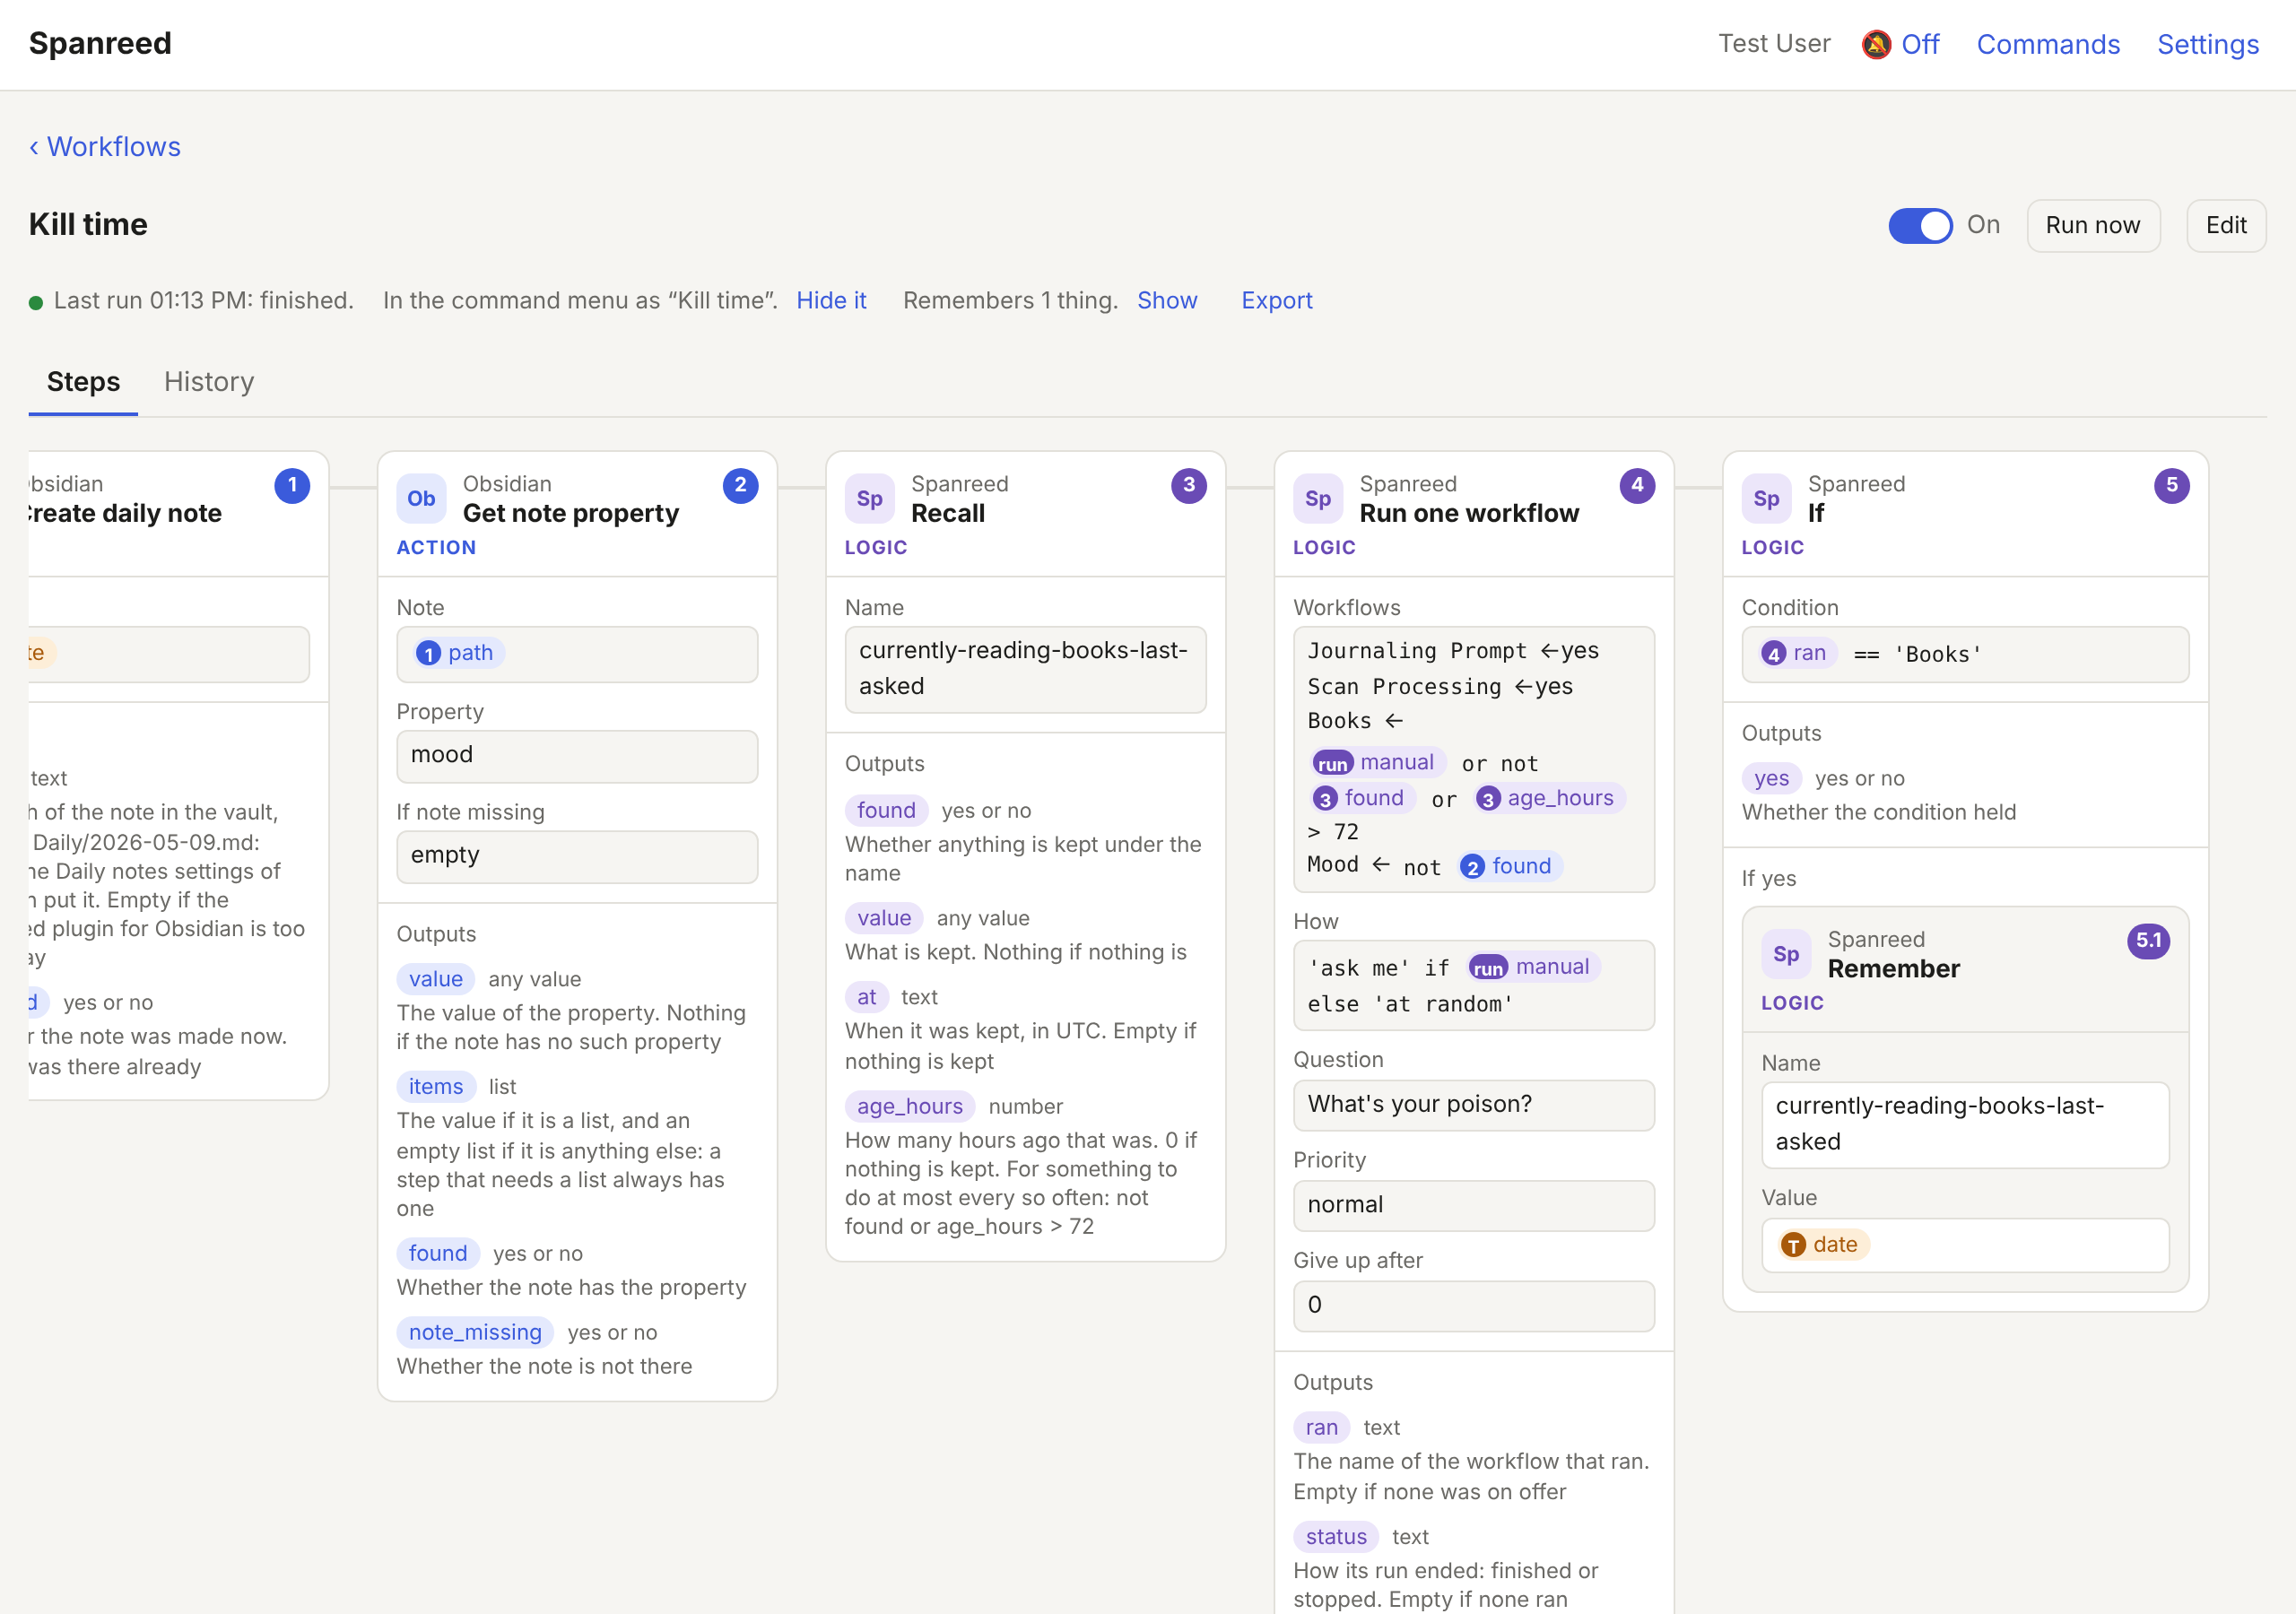 Spanreed
Test User
Off
Commands
Settings
‹ Workflows
Kill time
On
Run now
Edit
Last run 01:13 PM: finished.
In the command menu as “Kill time”.
Hide it
Remembers 1 thing.
Show
Export
Steps
History
bsidian
1
reate daily note
te
text
h of the note in the vault,
Daily/2026-05-09.md:
ne Daily notes settings of
n put it. Empty if the
ed plugin for Obsidian is too
ay
d yes or no
r the note was made now.
was there already
Ob
Obsidian
2
Get note property
ACTION
Note
1 path
Property
mood
If note missing
empty
Outputs
value any value
The value of the property. Nothing
if the note has no such property
items list
The value if it is a list, and an
empty list if it is anything else: a
step that needs a list always has
one
found yes or no
Whether the note has the property
note_missing yes or no
Whether the note is not there
Sp
Spanreed
3
Recall
LOGIC
Name
currently-reading-books-last-
asked
Outputs
found yes or no
Whether anything is kept under the
name
value any value
What is kept. Nothing if nothing is
at text
When it was kept, in UTC. Empty if
nothing is kept
age_hours number
How many hours ago that was. 0 if
nothing is kept. For something to
do at most every so often: not
found or age_hours > 72
Sp
Spanreed
4
Run one workflow
LOGIC
Workflows
Journaling Prompt ←yes
Scan Processing ←yes
Books ←
run manual or not
3 found or 3 age_hours
> 72
Mood ← not 2 found
How
'ask me' if run manual
else 'at random'
Question
What's your poison?
Priority
normal
Give up after
0
Outputs
ran text
The name of the workflow that ran.
Empty if none was on offer
status text
How its run ended: finished or
stopped. Empty if none ran
Sp
Spanreed
5
If
LOGIC
Condition
4 ran == 'Books'
Outputs
yes yes or no
Whether the condition held
If yes
Sp
Spanreed
5.1
Remember
LOGIC
Name
currently-reading-books-last-
asked
Value
T date